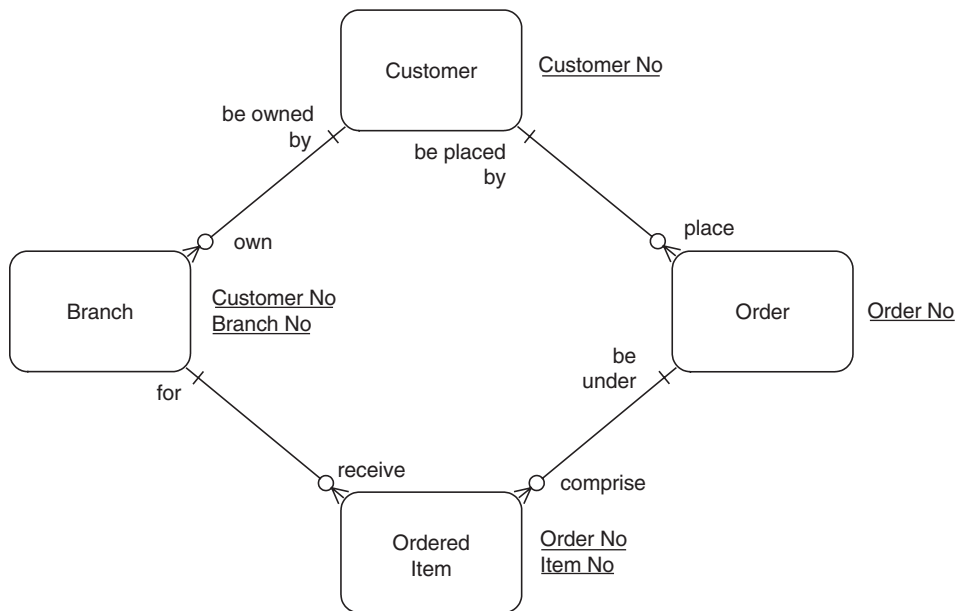 Customer
Customer No
be owned
by
be placed
by
own
place
Branch
Customer No
Branch No
Order
Order No
for
be
under
receive
comprise
Ordered
Item
Order No
Item No